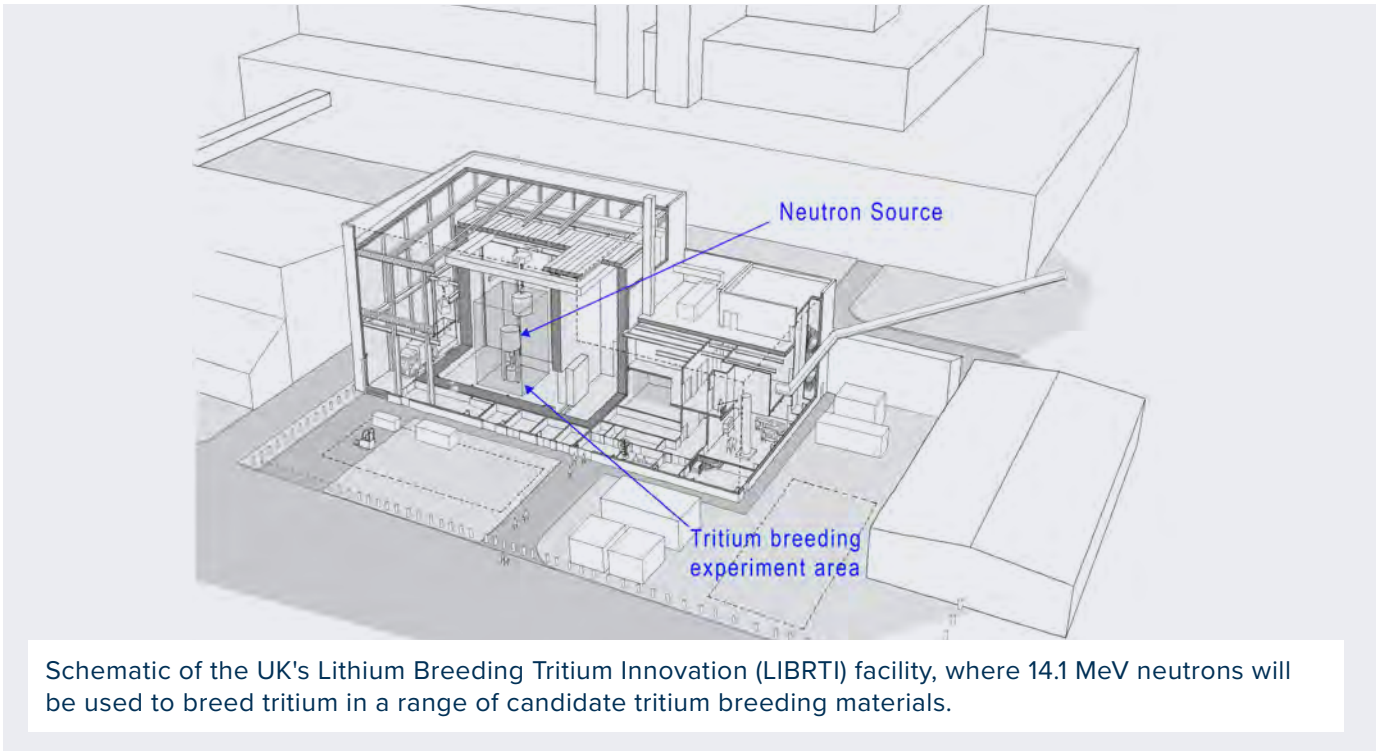 Neutron Source
Tritium breeding
experiment area
Schematic of the UK's Lithium Breeding Tritium Innovation (LIBRTI) facility, where 14.1 MeV neutrons will
be used to breed tritium in a range of candidate tritium breeding materials.